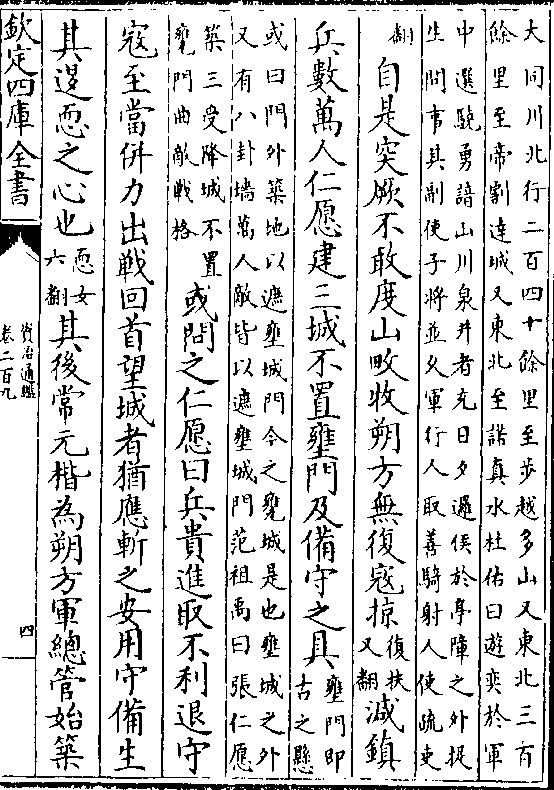 大同川北行二百四十餘里至步越多山又東北三百
餘里至帝割達城又東北至諾真水杜佑曰遊奕於軍
中選驍勇諳山川泉井者充日夕邏候於亭障之外捉
生問事其副使子將並久軍行人取善騎射人使疏吏
翻
自是突厥不敢度山畋牧朔方無復寇掠
復扶
又翻
減鎮
兵數萬人仁愿建三城不置壅門及備守之具
壅門即
古之懸
或曰門外築地以遮壅城門今之甕城是也壅城之外
又有八卦墻萬人敵皆以遮壅城門范祖禹曰張仁愿
築三受降城不置
甕門曲敵戰格
或問之仁愿曰兵貴進取不利退守
寇至當併力出戰回首望城者猶應斬之安用守備生
其退恧之心也
恧女
六翻
其後常元楷為朔方軍總管始築
欽定四庫全書
資治通鑑
卷二百九
四